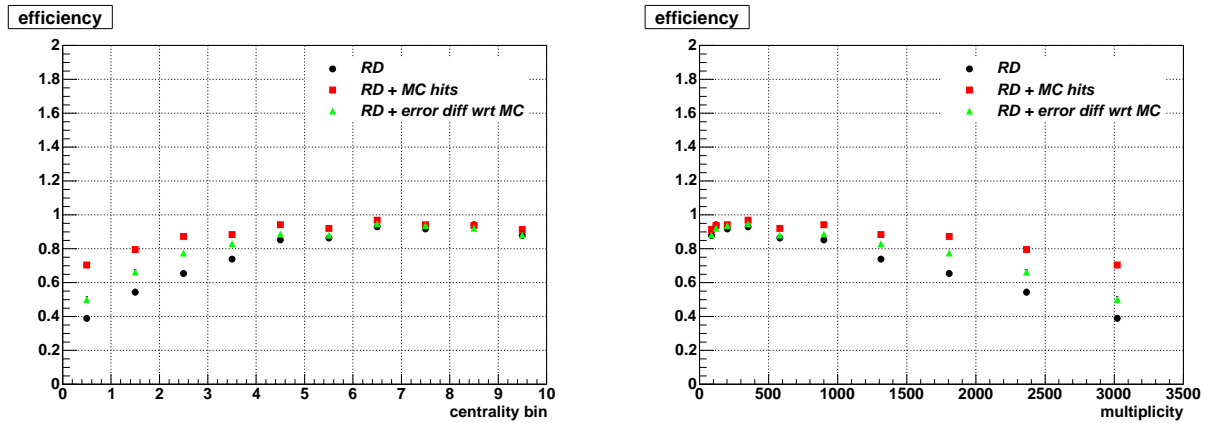 efficiency
2
1.8
1.6
1.4
1.2
1
0.8
0.6
0.4
0.2
0
RD
RD + MC hits
RD + error diff wrt MC
0 1 2 3 4 5 6 7 8 9 10
centrality bin
efficiency
2
1.8
1.6
1.4
1.2
1
0.8
0.6
0.4
0.2
0
RD
RD + MC hits
RD + error diff wrt MC
0 500 1000 1500 2000 2500 3000 3500
multiplicity